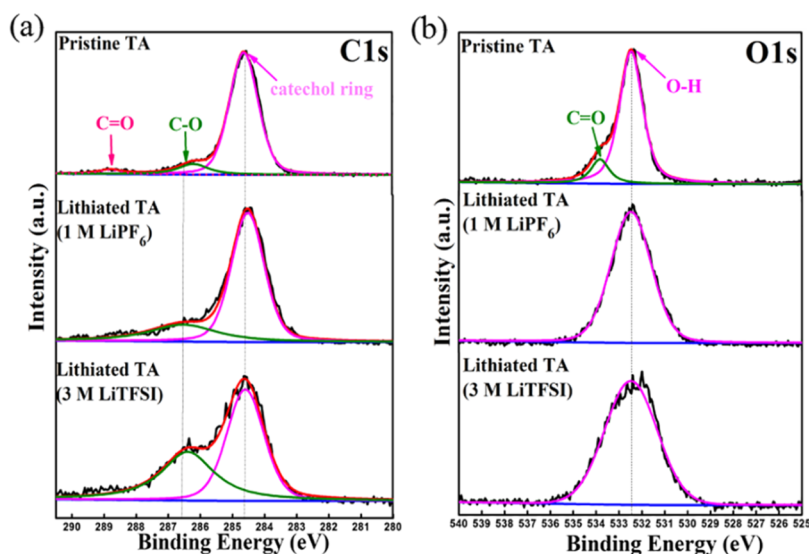 (a)
Pristine TA
C1s
C=O
C-O
catechol ring
Lithiated TA
(1 M LiPF6)
Lithiated TA
(3 M LiTFSI)
Intensity (a.u.)
290 289 288 287 286 285 284 283 282 281 280
Binding Energy (eV)
(b)
Pristine TA
O1s
C=O
O-H
Lithiated TA
(1 M LiPF6)
Lithiated TA
(3 M LiTFSI)
Intensity (a.u.)
540 539 538 537 536 535 534 533 532 531 530 529 528 527 526 525
Binding Energy (eV)